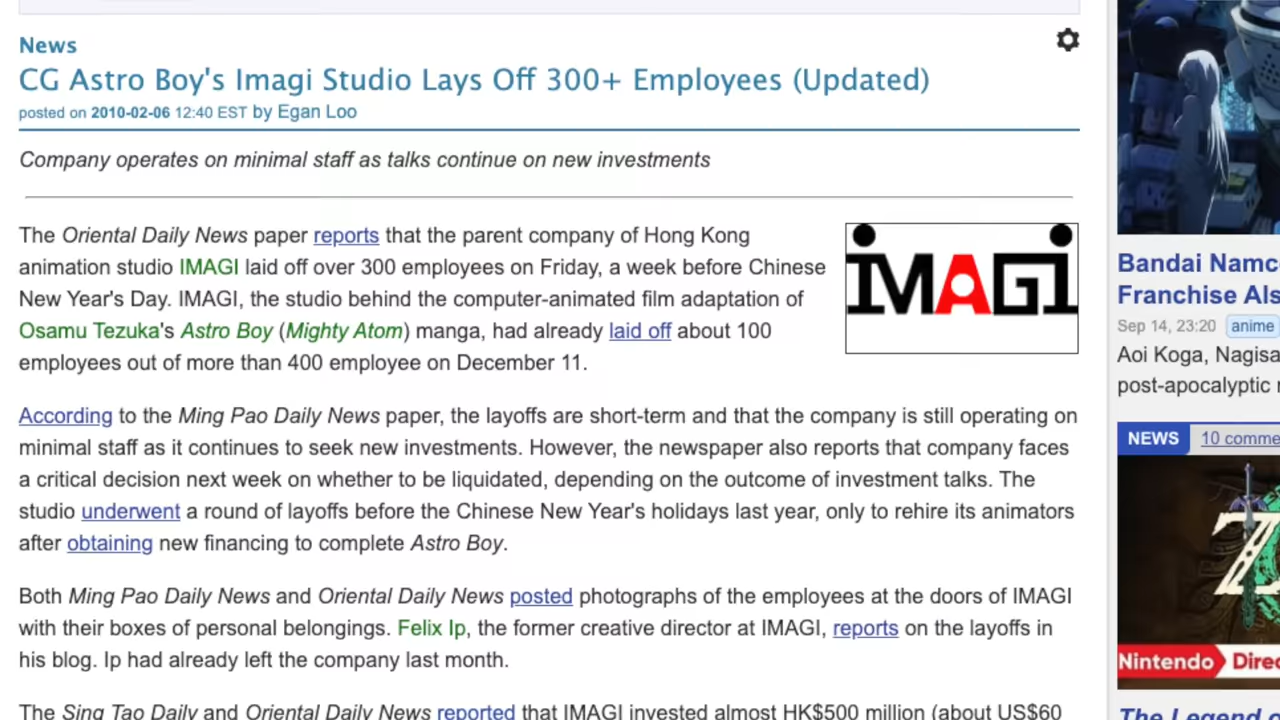 News
CG Astro Boy's Imagi Studio Lays Off 300+ Employees (Updated)
posted on 2010-02-06 12:40 EST by Egan Loo
Company operates on minimal staff as talks continue on new investments
The Oriental Daily News paper reports that the parent company of Hong Kong
animation studio IMAGI laid off over 300 employees on Friday, a week before Chinese
New Year's Day. IMAGI, the studio behind the computer-animated film adaptation of
Osamu Tezuka's Astro Boy (Mighty Atom) manga, had already laid off about 100
employees out of more than 400 employee on December 11.
IMAGI
According to the Ming Pao Daily News paper, the layoffs are short-term and that the company is still operating on
minimal staff as it continues to seek new investments. However, the newspaper also reports that company faces
a critical decision next week on whether to be liquidated, depending on the outcome of investment talks. The
studio underwent a round of layoffs before the Chinese New Year's holidays last year, only to rehire its animators
after obtaining new financing to complete Astro Boy.
Both Ming Pao Daily News and Oriental Daily News posted photographs of the employees at the doors of IMAGI
with their boxes of personal belongings. Felix Ip, the former creative director at IMAGI, reports on the layoffs in
his blog. Ip had already left the company last month.
The Sing Tao Daily and Oriental Daily News reported that IMAGI invested almost HK$500 million (about US$60
Bandai Namc
Franchise Als
Sep 14, 23:20 anime
Aoi Koga, Nagisa
post-apocalyptic
NEWS 10 comme
Z
Nintendo Direc
The Legend